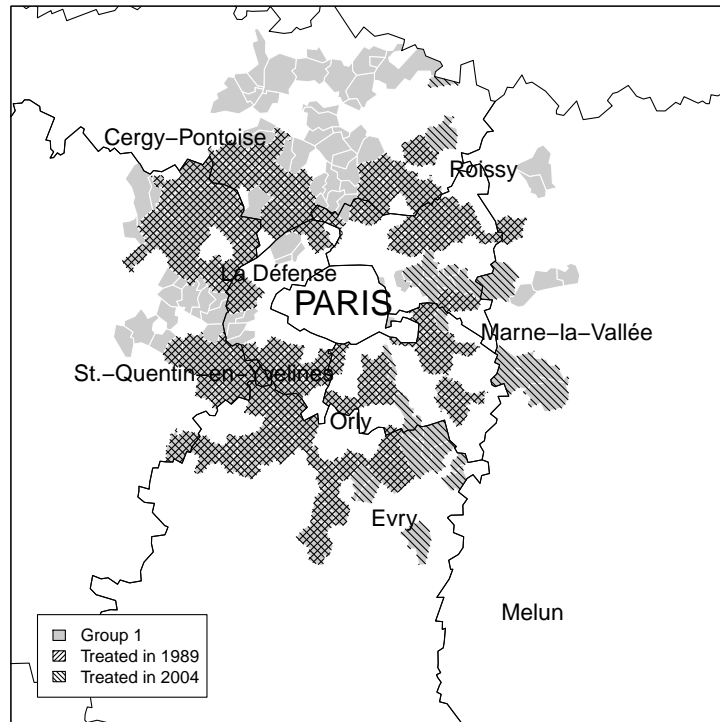 Cergy−Pontoise
Roissy
La Défense
PARIS
Marne−la−Vallée
St.−Quentin−en−Yvelines
Orly
Evry
Melun
Group 1
Treated in 1989
Treated in 2004